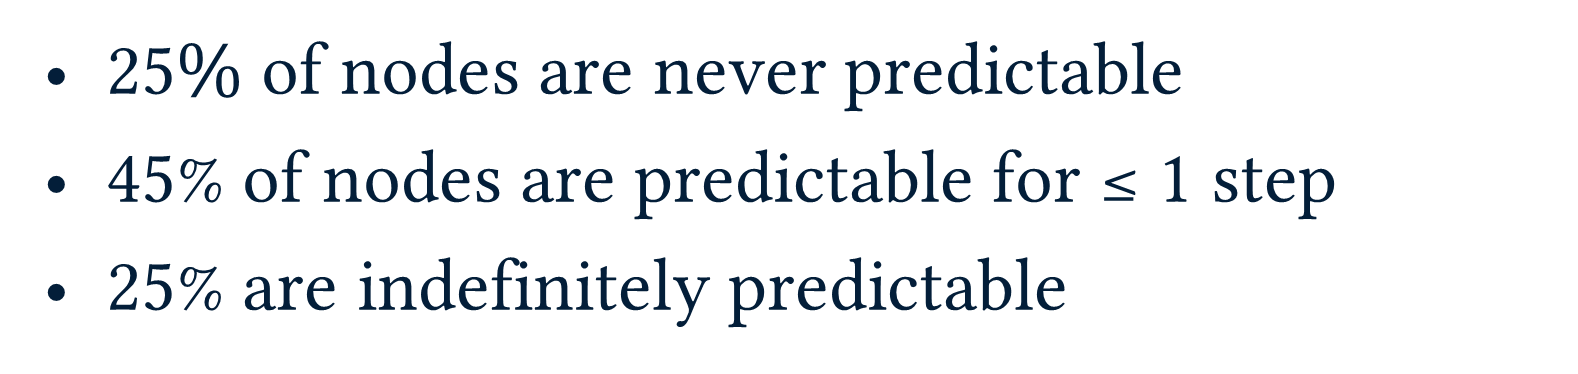 • 25% of nodes are never predictable
• 45% of nodes are predictable for ≤ 1 step
• 25% are indefinitely predictable